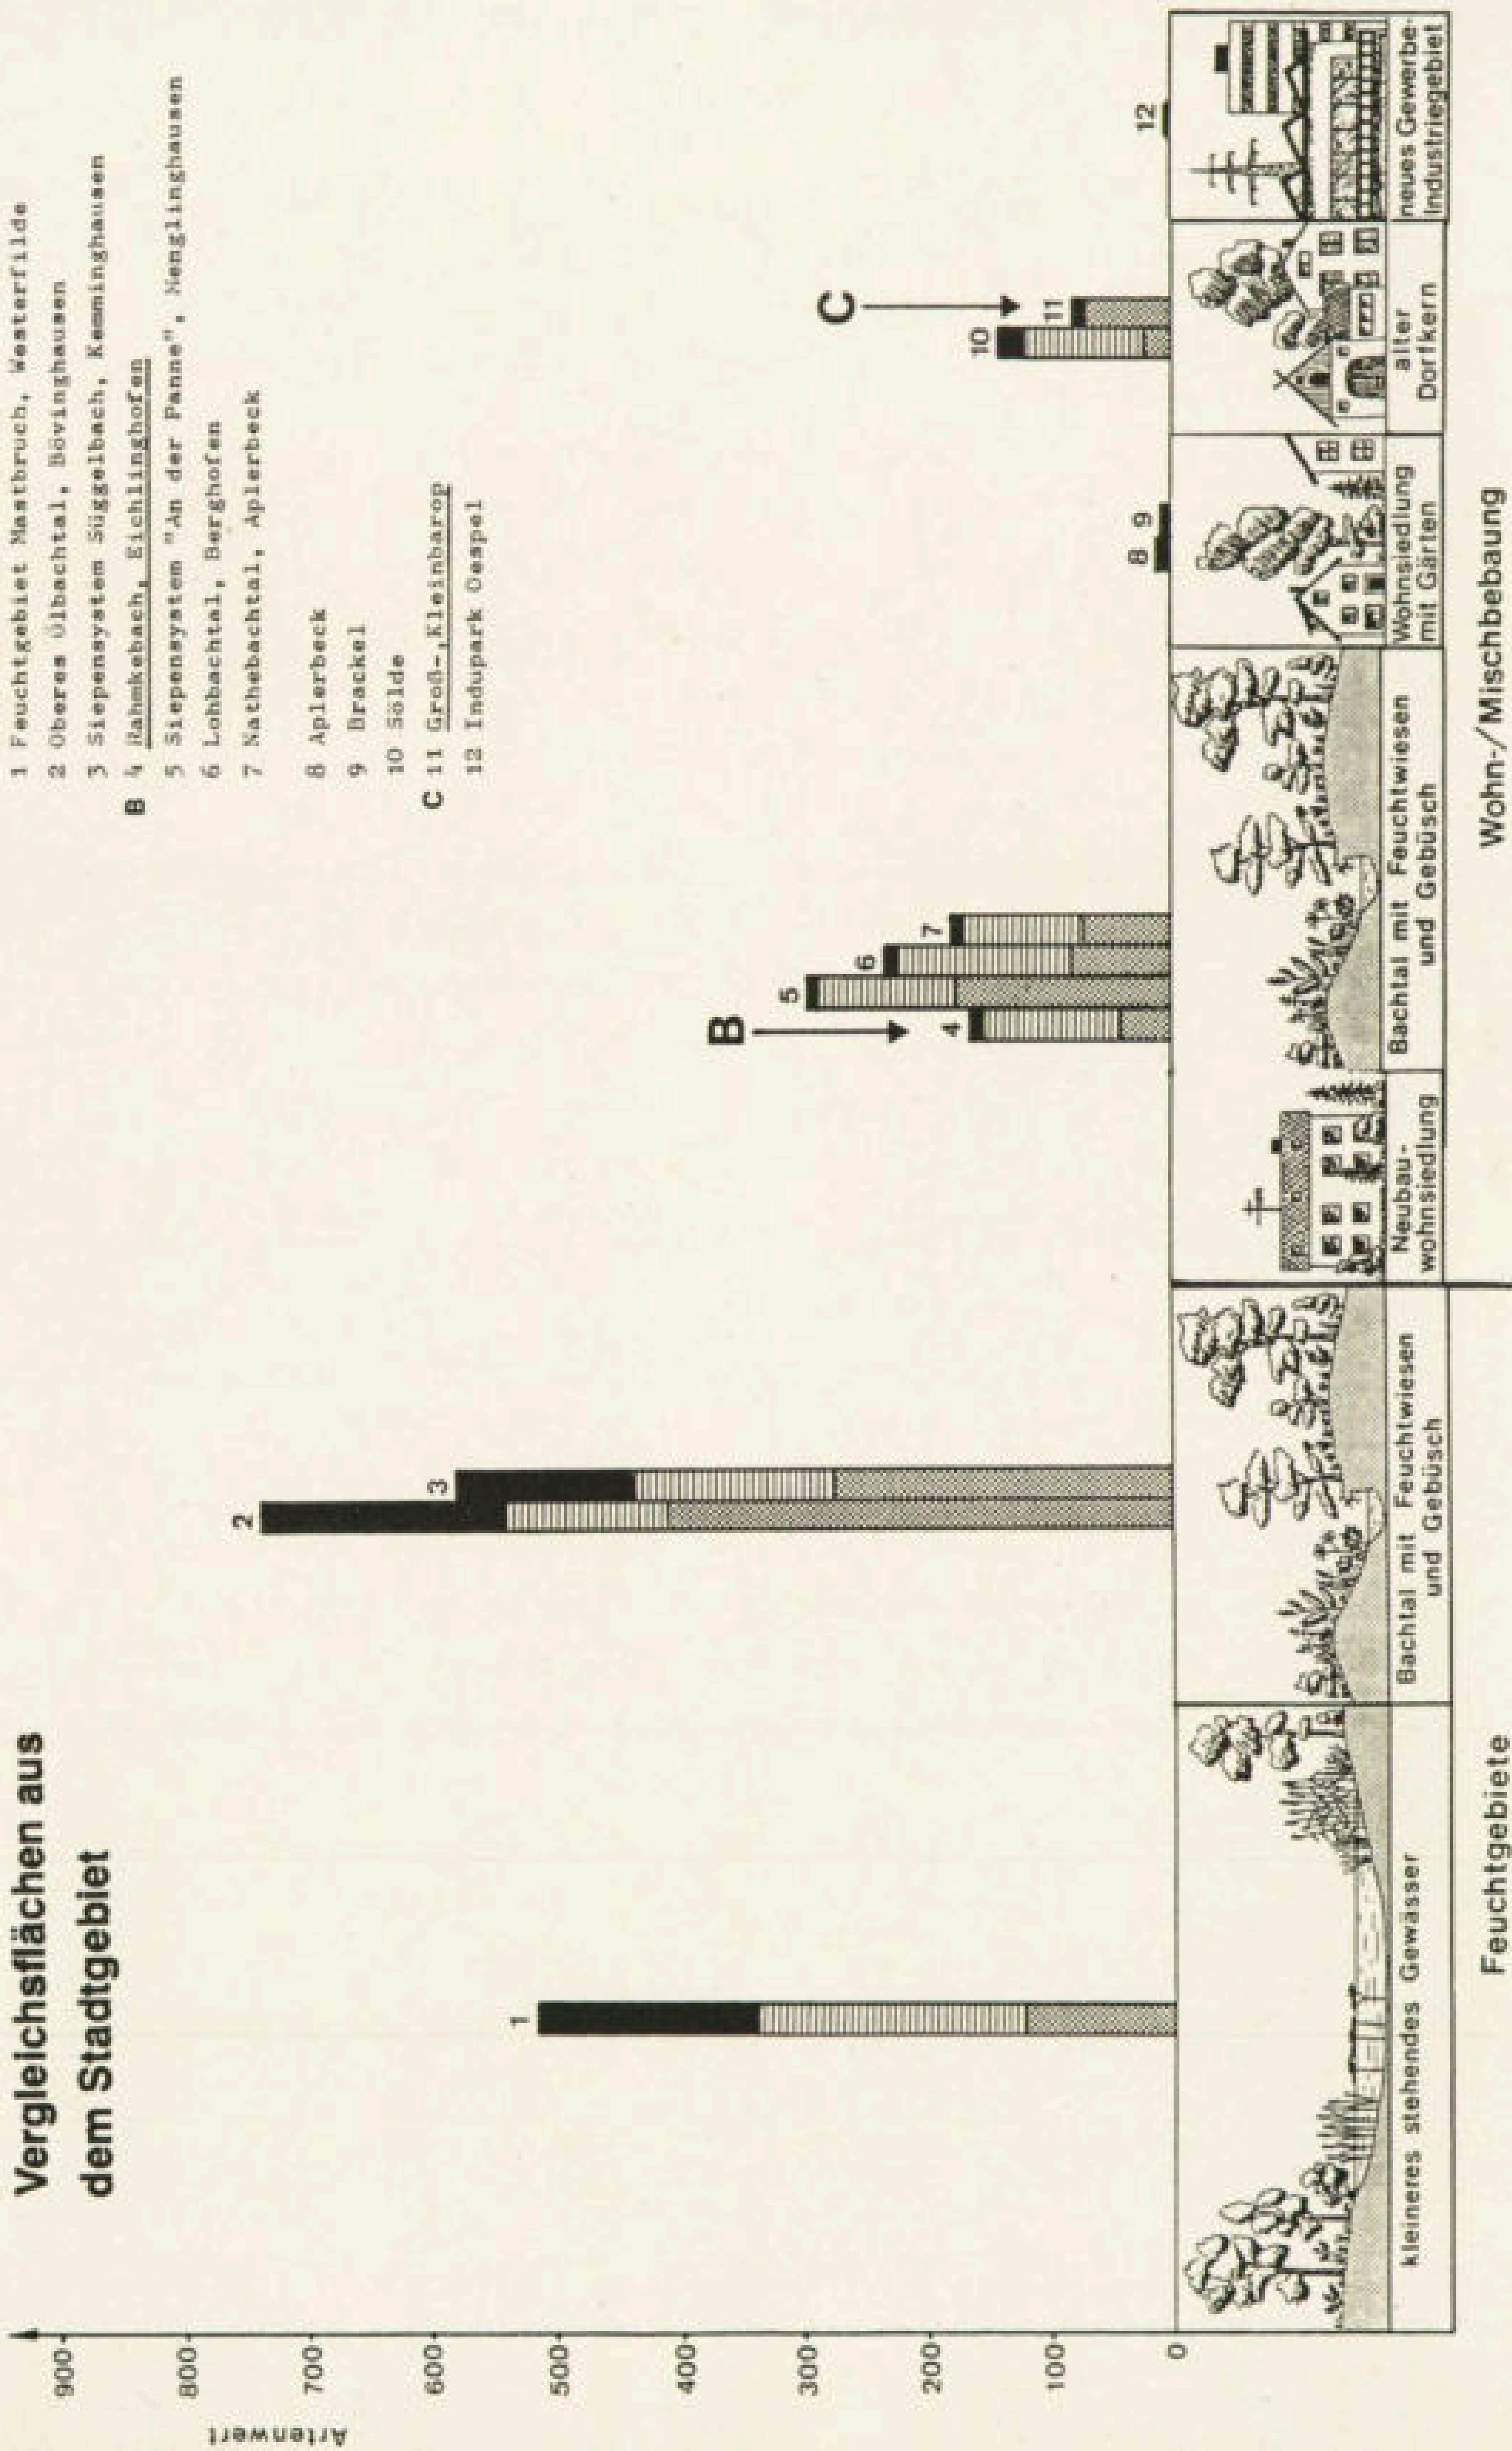 Vergleichsflächen aus
dem Stadtgebiet
1 Feuchtgebiet Mastbruch, Westerfilde
2 Oberes Ölbachtal, Bövinghausen
3 Siepensystem Süggelbach, Kemminghausen
B 4 Rahmkebach, Eichlinghofen
5 Siepensystem "An der Panne", Menglinghausen
6 Lohbachtal, Berghofen
7 Nathebachtal, Aplerbeck
8 Aplerbeck
9 Brackel
10 Sölde
C 11 Groß-,Kleinbarop
12 Indupark Oespel
Artenwert
900
800
700
600
500
400
300
200
100
0
1
2
3
B
4
5
6
7
8
9
C
10
11
12
kleineres stehendes Gewässer
Bachtal mit Feuchtwiesen
und Gebüsch
Neubau-
wohnsiedlung
Bachtal mit Feuchtwiesen
und Gebüsch
Wohnsiedlung
mit Gärten
alter
Dorfkern
neues Gewerbe-
Industriegebiet
Feuchtgebiete
Wohn-/Mischbebaung